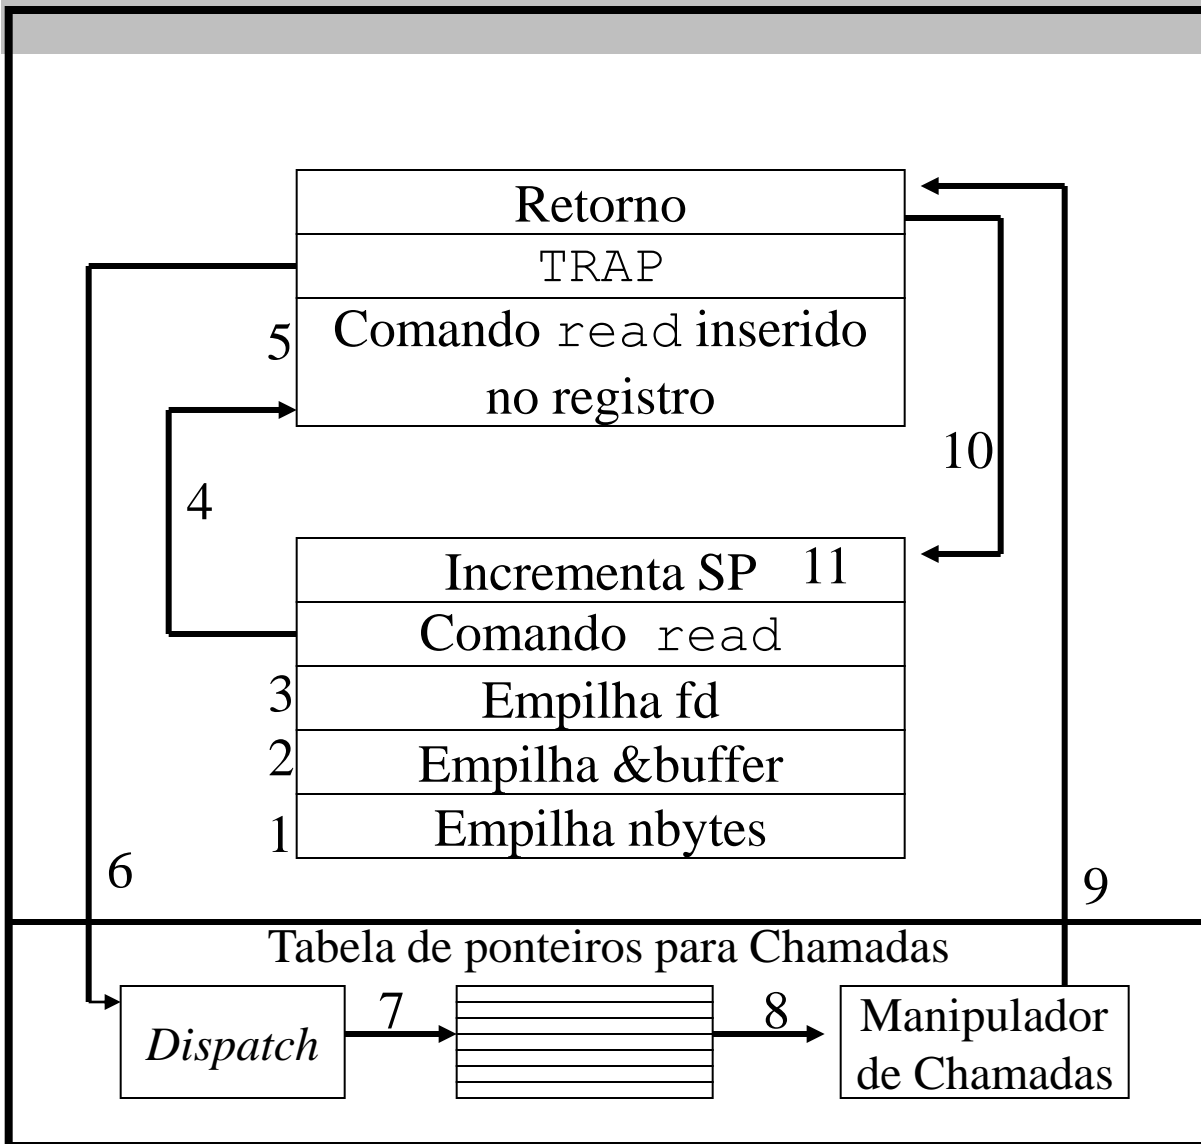 Retorno
TRAP
5
Comando read inserido
no registro
10
4
Incrementa SP 11
Comando read
3
Empilha fd
2
Empilha &buffer
1
Empilha nbytes
6
9
Tabela de ponteiros para Chamadas
7
8
Dispatch
Manipulador
de Chamadas